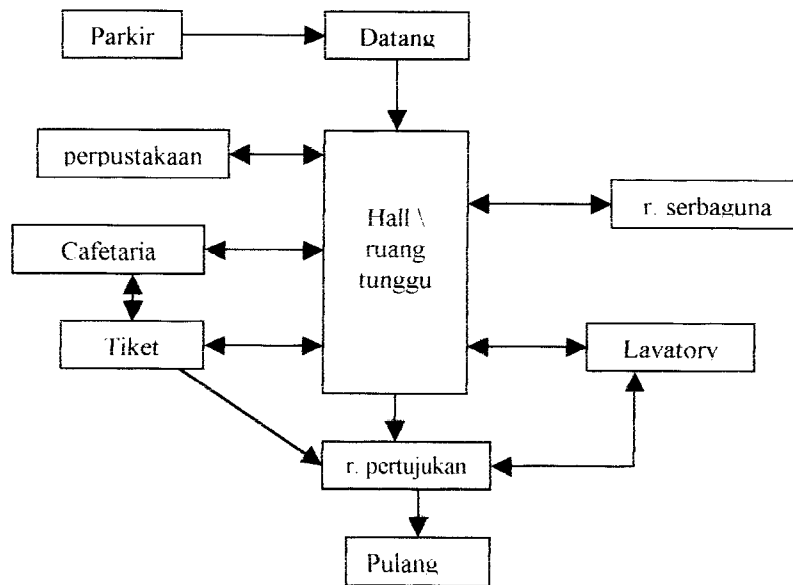 Parkir
Datang
perpustakaan
Hall \
ruang
tunggu
r. serbaguna
Cafetaria
Tiket
Lavatory
r. pertujukan
Pulang